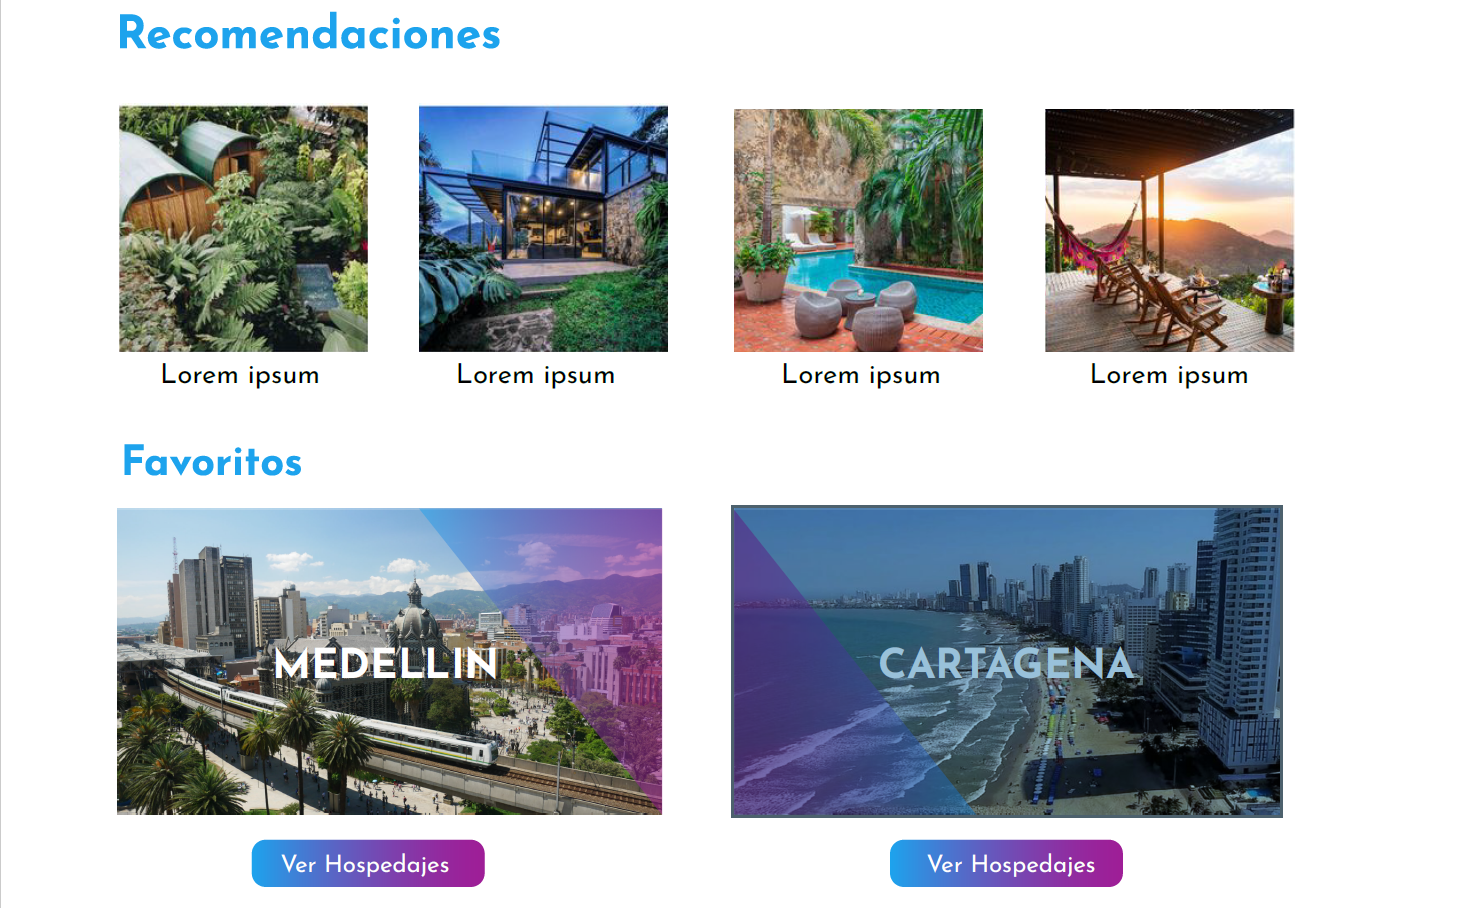 Recomendaciones
Lorem ipsum
Lorem ipsum
Lorem ipsum
Lorem ipsum
Favoritos
MEDELLIN
CARTAGENA
Ver Hospedajes
Ver Hospedajes